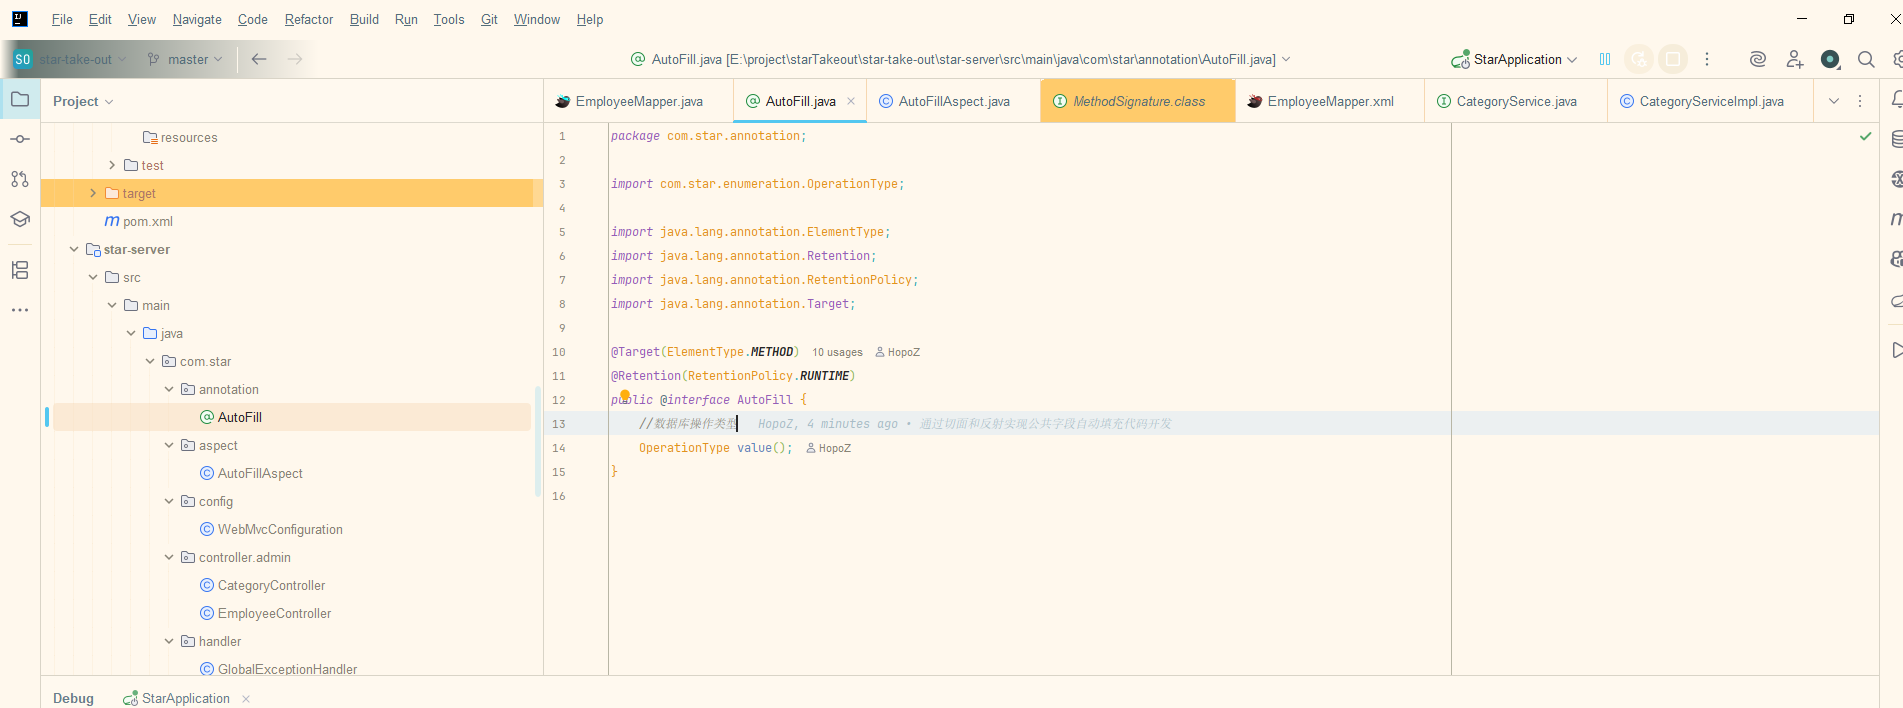 File Edit View Navigate Code Refactor Build Run Tools Git Window Help
SO star-take-out master AutoFill.java [E:\project\starTakeout\star-take-out\star-server\src\main\java\com\star\annotation\AutoFill.java] StarApplication
Project
EmployeeMapper.java AutoFill.java AutoFillAspect.java MethodSignature.class EmployeeMapper.xml CategoryService.java CategoryServiceImpl.java
resources
test
target
pom.xml
star-server
src
main
java
com.star
annotation
AutoFill
aspect
AutoFillAspect
config
WebMvcConfiguration
controller.admin
CategoryController
EmployeeController
handler
GlobalExceptionHandler
1 package com.star.annotation;
2
3 import com.star.enumeration.OperationType;
4
5 import java.lang.annotation.ElementType;
6 import java.lang.annotation.Retention;
7 import java.lang.annotation.RetentionPolicy;
8 import java.lang.annotation.Target;
9
10 @Target(ElementType.METHOD) 10 usages HopoZ
11 @Retention(RetentionPolicy.RUNTIME)
12 public @interface AutoFill {
13 //数据库操作类型 HopoZ, 4 minutes ago • 通过切面和反射实现公共字段自动填充代码开发
14 OperationType value(); HopoZ
15 }
16
Debug StarApplication